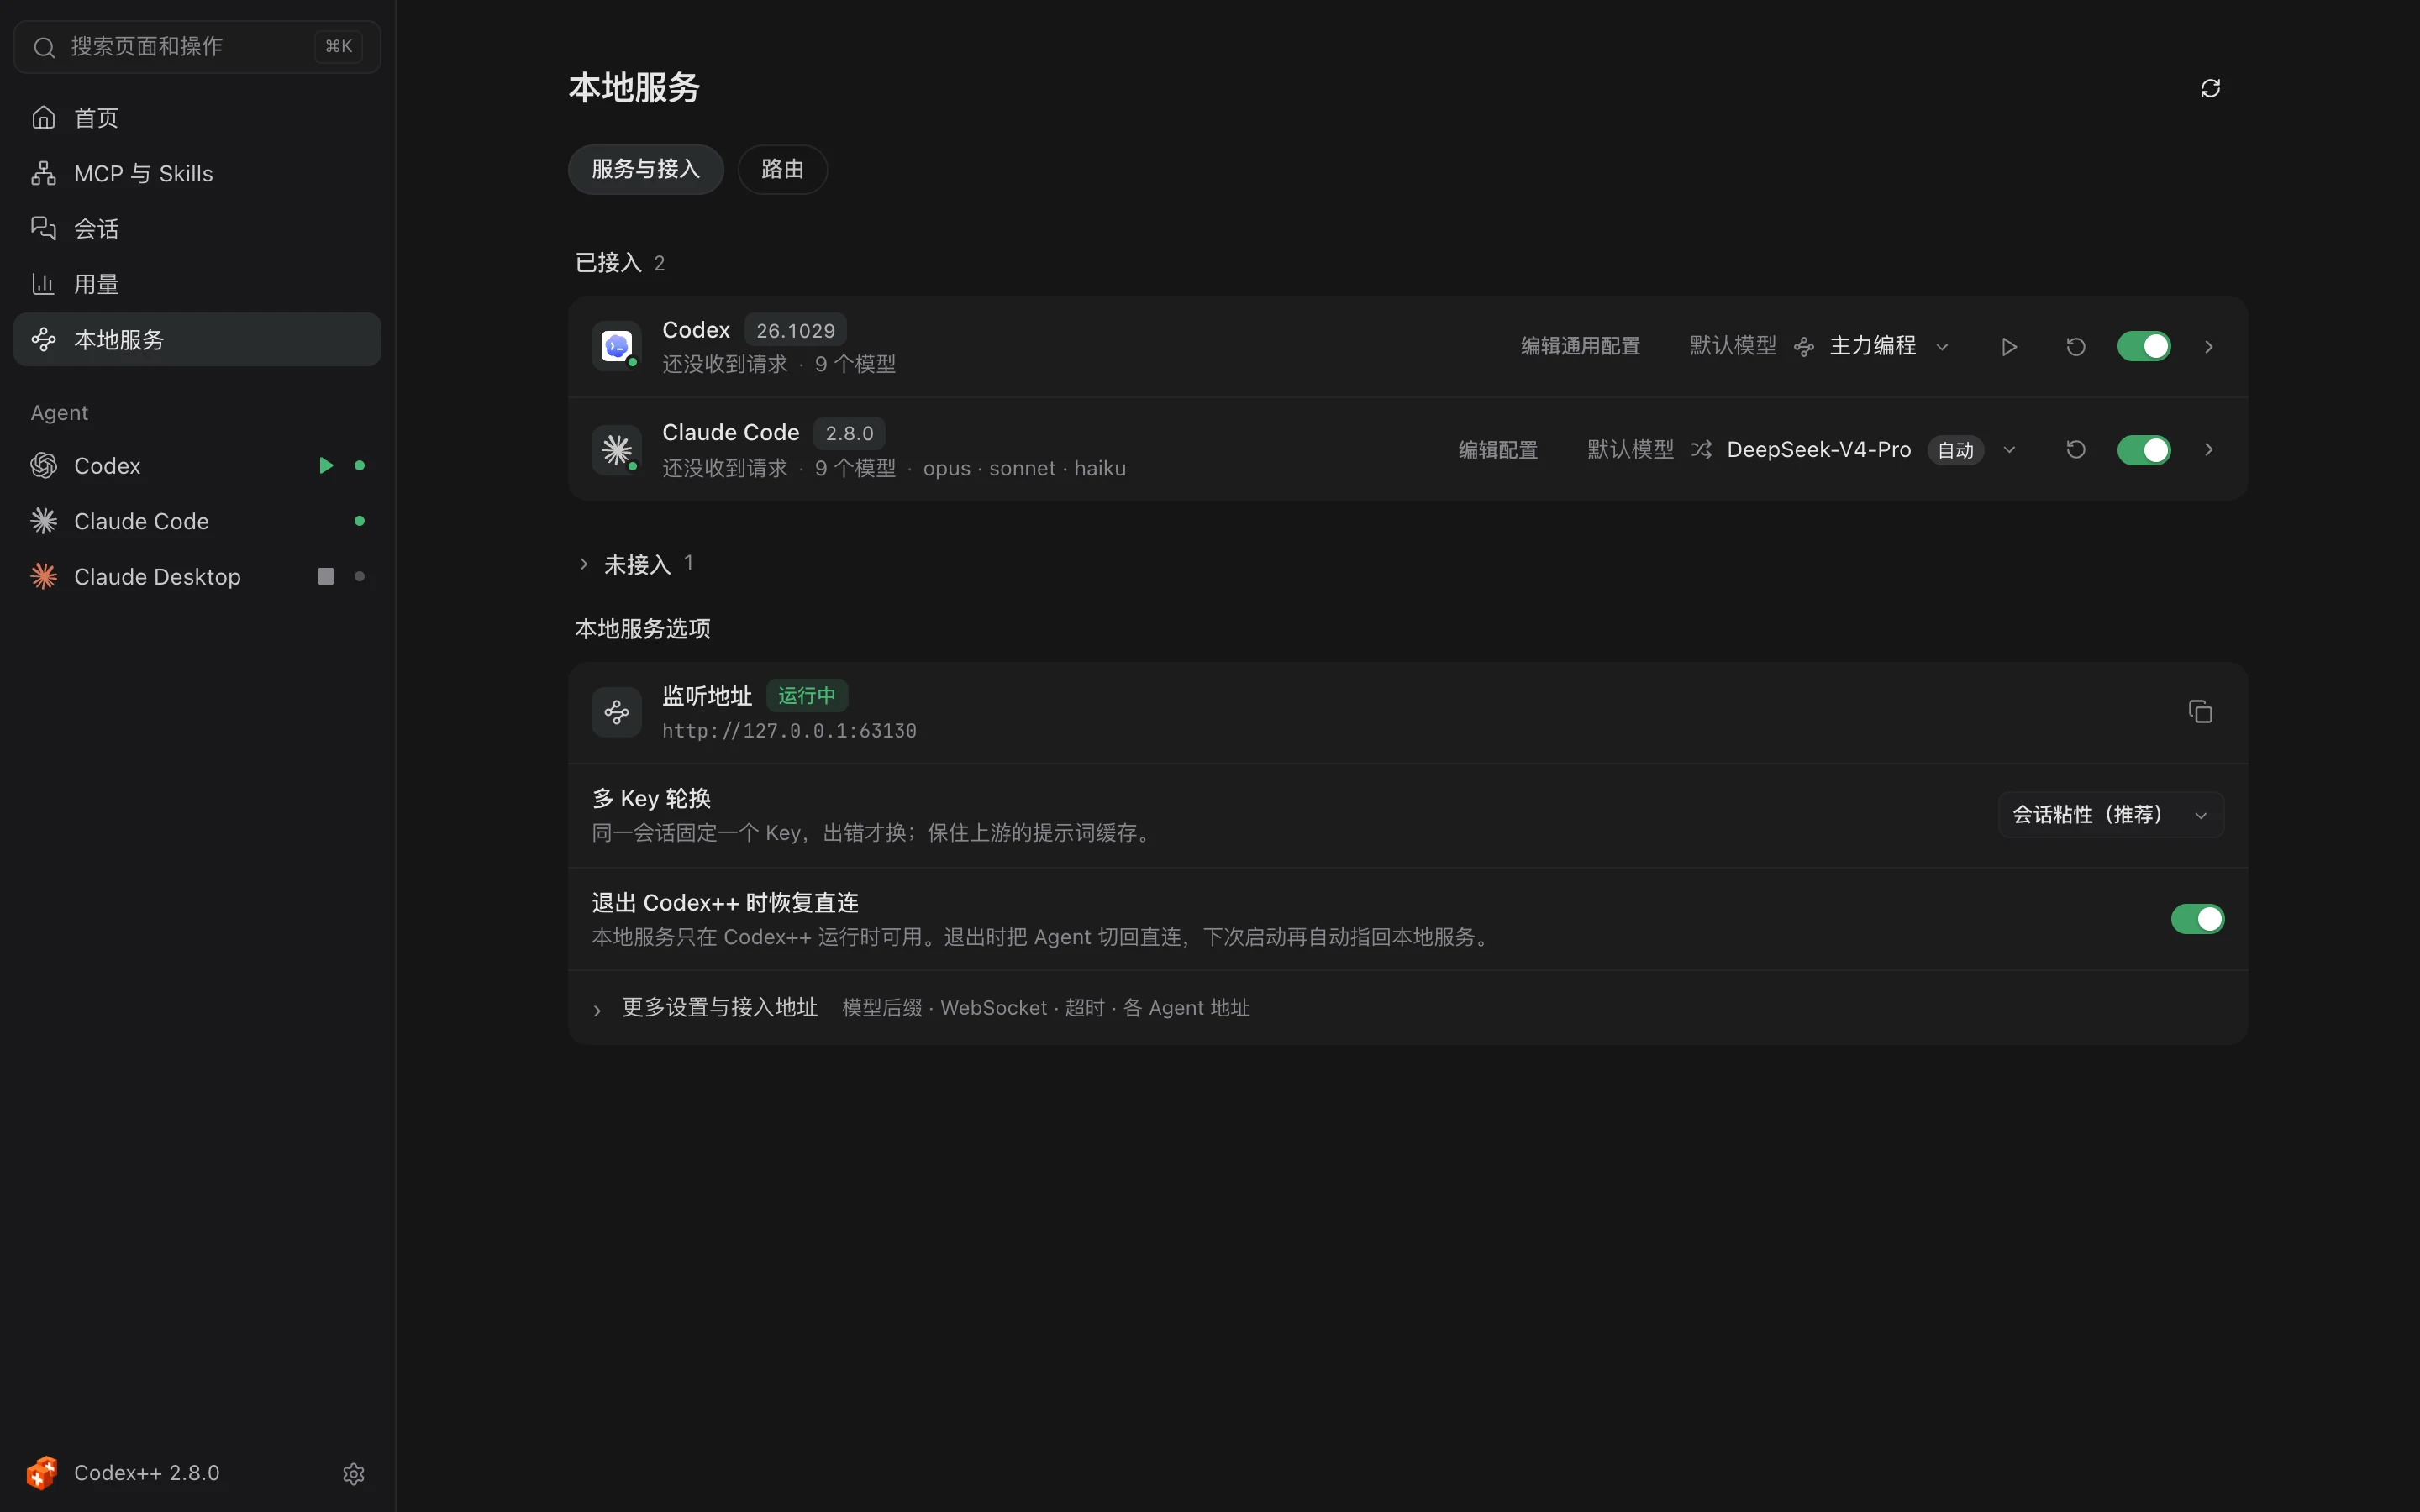 搜索页面和操作 ⌘K
首页
MCP 与 Skills
会话
用量
本地服务
Agent
Codex
Claude Code
Claude Desktop
Codex++ 2.8.0
本地服务
服务与接入 路由
已接入 2
Codex 26.1029
还没收到请求 · 9 个模型
编辑通用配置 默认模型 主力编程
Claude Code 2.8.0
还没收到请求 · 9 个模型 · opus · sonnet · haiku
编辑配置 默认模型 DeepSeek-V4-Pro 自动
未接入 1
本地服务选项
监听地址 运行中
http://127.0.0.1:63130
多 Key 轮换
同一会话固定一个 Key，出错才换；保住上游的提示词缓存。
会话粘性（推荐）
退出 Codex++ 时恢复直连
本地服务只在 Codex++ 运行时可用。退出时把 Agent 切回直连，下次启动再自动指回本地服务。
更多设置与接入地址 模型后缀 · WebSocket · 超时 · 各 Agent 地址